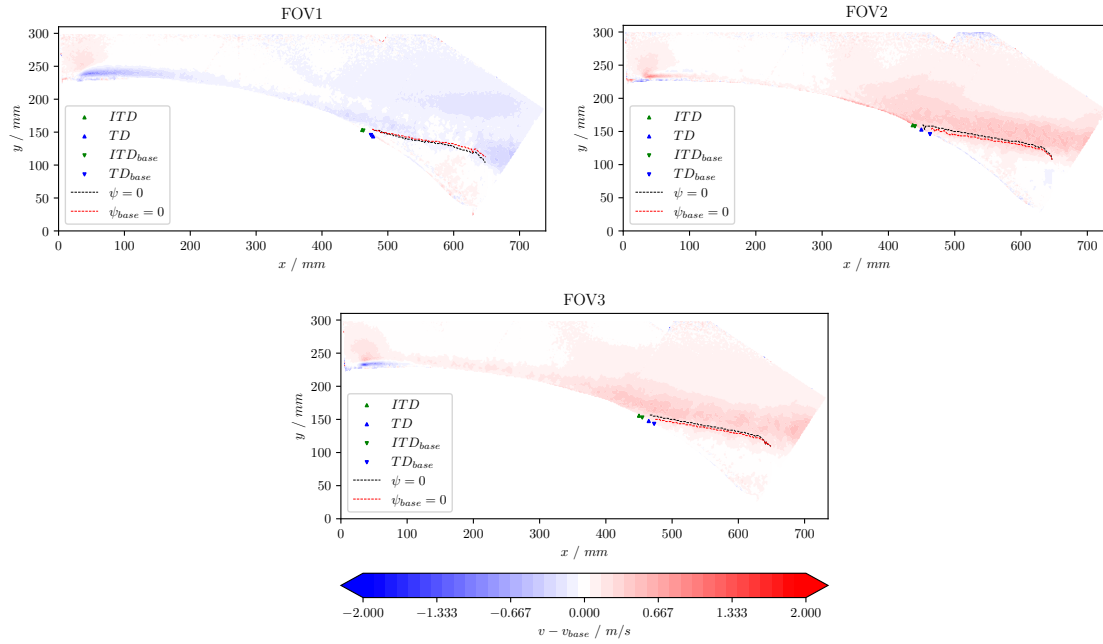 FOV1
300
250
200
150
100
50
0
y / mm
0 100 200 300 400 500 600 700
x / mm
ITD
TD
ITD_base
TD_base
ψ = 0
ψ_base = 0
FOV2
300
250
200
150
100
50
0
y / mm
0 100 200 300 400 500 600 700
x / mm
ITD
TD
ITD_base
TD_base
ψ = 0
ψ_base = 0
FOV3
300
250
200
150
100
50
0
y / mm
0 100 200 300 400 500 600 700
x / mm
ITD
TD
ITD_base
TD_base
ψ = 0
ψ_base = 0
−2.000 −1.333 −0.667 0.000 0.667 1.333 2.000
v − v_base / m/s